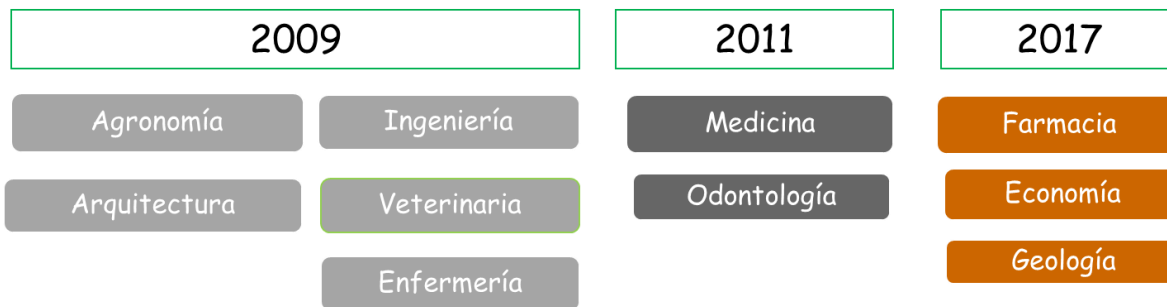 2009
Agronomía
Ingeniería
Arquitectura
Veterinaria
Enfermería
2011
Medicina
Odontología
2017
Farmacia
Economía
Geología